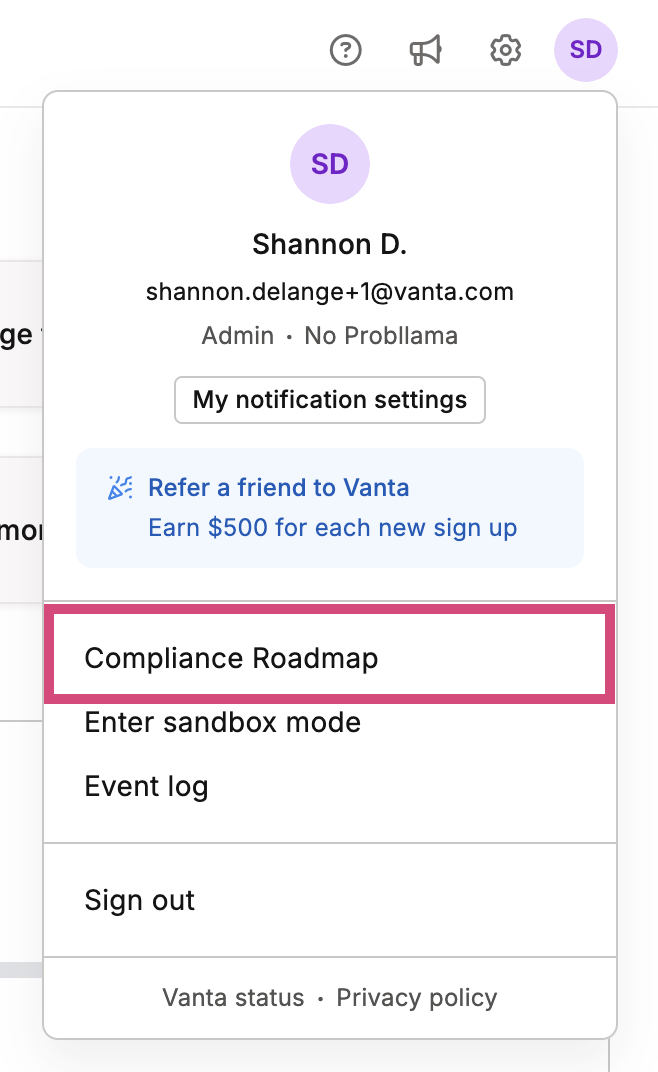 SD
SD
Shannon D.
shannon.delange+1@vanta.com
Admin · No Probllama
My notification settings
ge
Refer a friend to Vanta
Earn $500 for each new sign up
mor
Compliance Roadmap
Enter sandbox mode
Event log
Sign out
Vanta status · Privacy policy